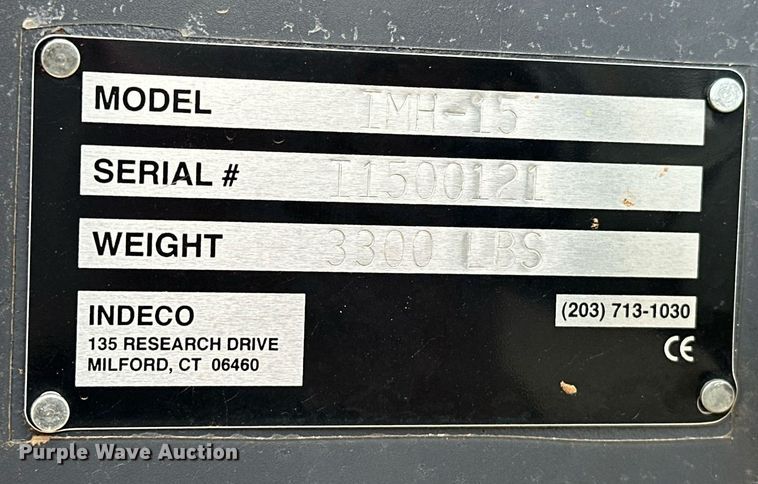 MODEL IMH-15
SERIAL # I1500121
WEIGHT 3300 LBS
INDECO
135 RESEARCH DRIVE
MILFORD, CT 06460
(203) 713-1030
CE
Purple Wave Auction